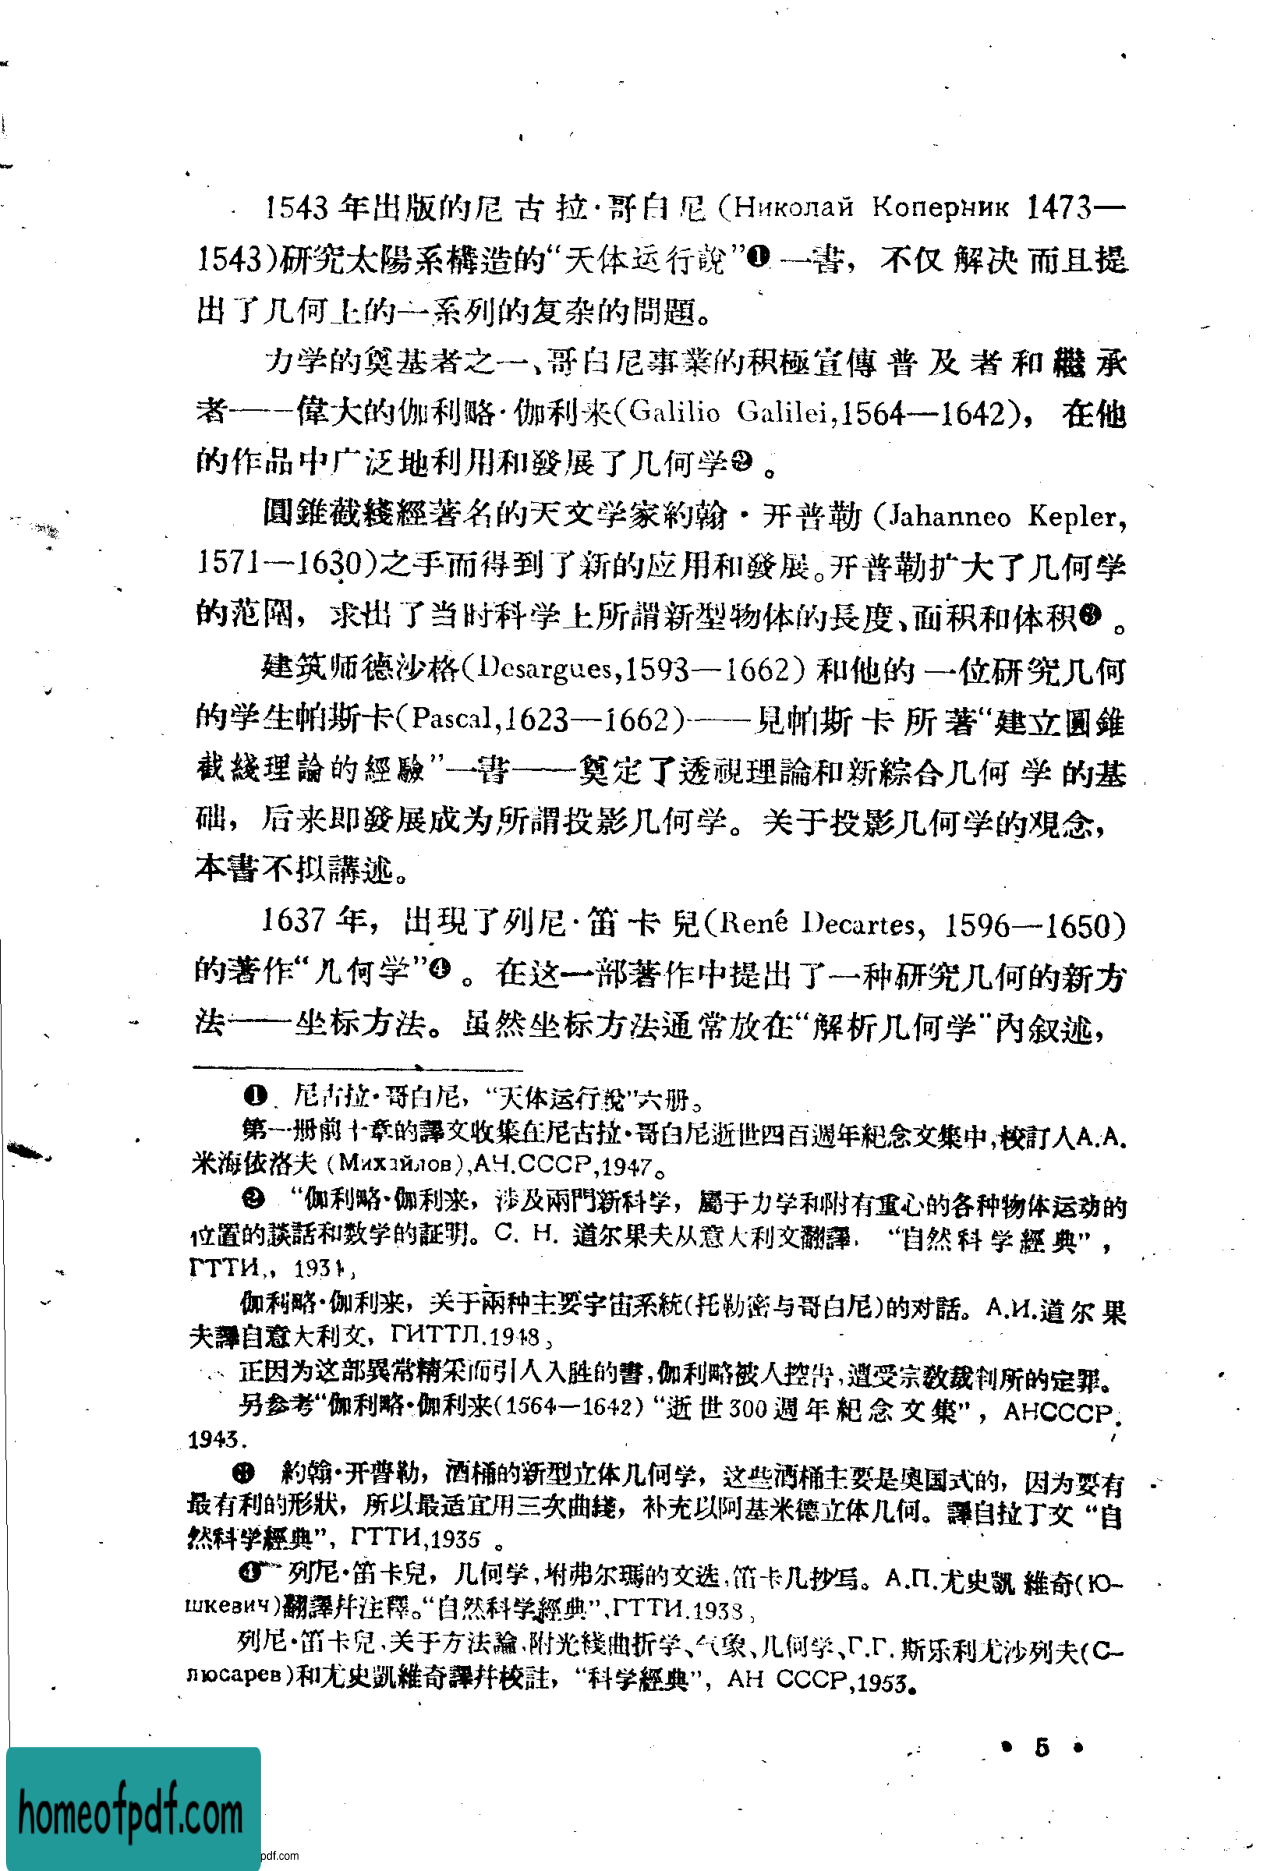 1543年出版的尼古拉·哥白尼(Николай Коперник 1473—
1543)研究太陽系構造的“天体运行說”❶一書，不仅解决而且提
出了几何上的一系列的复杂的問題。
力学的奠基者之一、哥白尼事業的积極宣傳普及者和繼承
者——偉大的伽利略·伽利来(Galilio Galilei,1564—1642)，在他
的作品中广泛地利用和發展了几何学❷。
圓錐截綫經著名的天文学家約翰·开普勒(Jahanneo Kepler,
1571—1630)之手而得到了新的应用和發展。开普勒扩大了几何学
的范圍，求出了当时科学上所謂新型物体的長度、面积和体积❸。
建筑师德沙格(Desargues,1593—1662)和他的一位研究几何
的学生帕斯卡(Pascal,1623—1662)——見帕斯卡所著“建立圓錐
截綫理論的經驗”一書——奠定了透視理論和新綜合几何学的基
础，后来即發展成为所謂投影几何学。关于投影几何学的观念，
本書不拟講述。
1637年，出現了列尼·笛卡兒(René Decartes, 1596—1650)
的著作“几何学”❹。在这一部著作中提出了一种研究几何的新方
法——坐标方法。虽然坐标方法通常放在“解析几何学”內叙述，
❶ 尼古拉·哥白尼，“天体运行說”六册。
第一册前十章的譯文收集在尼古拉·哥白尼逝世四百週年紀念文集中,校訂人A.A.
米海依洛夫(Михайлов),АЧ.СССР,1947。
❷ “伽利略·伽利来，涉及兩門新科学，屬于力学和附有重心的各种物体运动的
位置的談話和数学的証明。С. Н. 道尔果夫从意大利文翻譯. “自然科学經典”，
ГТТИ., 1934,
伽利略·伽利来，关于兩种主要宇宙系統(托勒密与哥白尼)的对話。А.И.道尔果
夫譯自意大利文，ГИТТЛ.1948,
正因为这部異常精采而引人入胜的書,伽利略被人控告,遭受宗教裁判所的定罪。
另参考“伽利略·伽利来(1564—1642)“逝世300週年紀念文集”，АНСССР.
1943.
❸ 約翰·开普勒，酒桶的新型立体几何学，这些酒桶主要是奥国式的，因为要有
最有利的形狀，所以最适宜用三次曲綫，补充以阿基米德立体几何。譯自拉丁文“自
然科学經典”，ГТТИ,1935 。
❹ 列尼·笛卡兒，几何学,坿弗尔瑪的文选,笛卡几抄写。А.П.尤史凱維奇(Ю-
шкевич)翻譯幷注釋。“自然科学經典”,ГТТИ.1938,
列尼·笛卡兒,关于方法論.附光綫曲折学、气象、几何学、Г.Г.斯乐利尤沙列夫(С-
люсарев)和尤史凱維奇譯幷校註，“科学經典”，АН СССР,1953。
• 5 •
homeofpdf.com
pdf.com